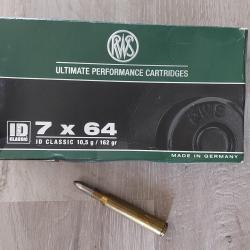 RWS
ULTIMATE PERFORMANCE CARTRIDGES
ID CLASSIC 7 x 64
ID CLASSIC 10,5 g / 162 gr
RWS
MADE IN GERMANY